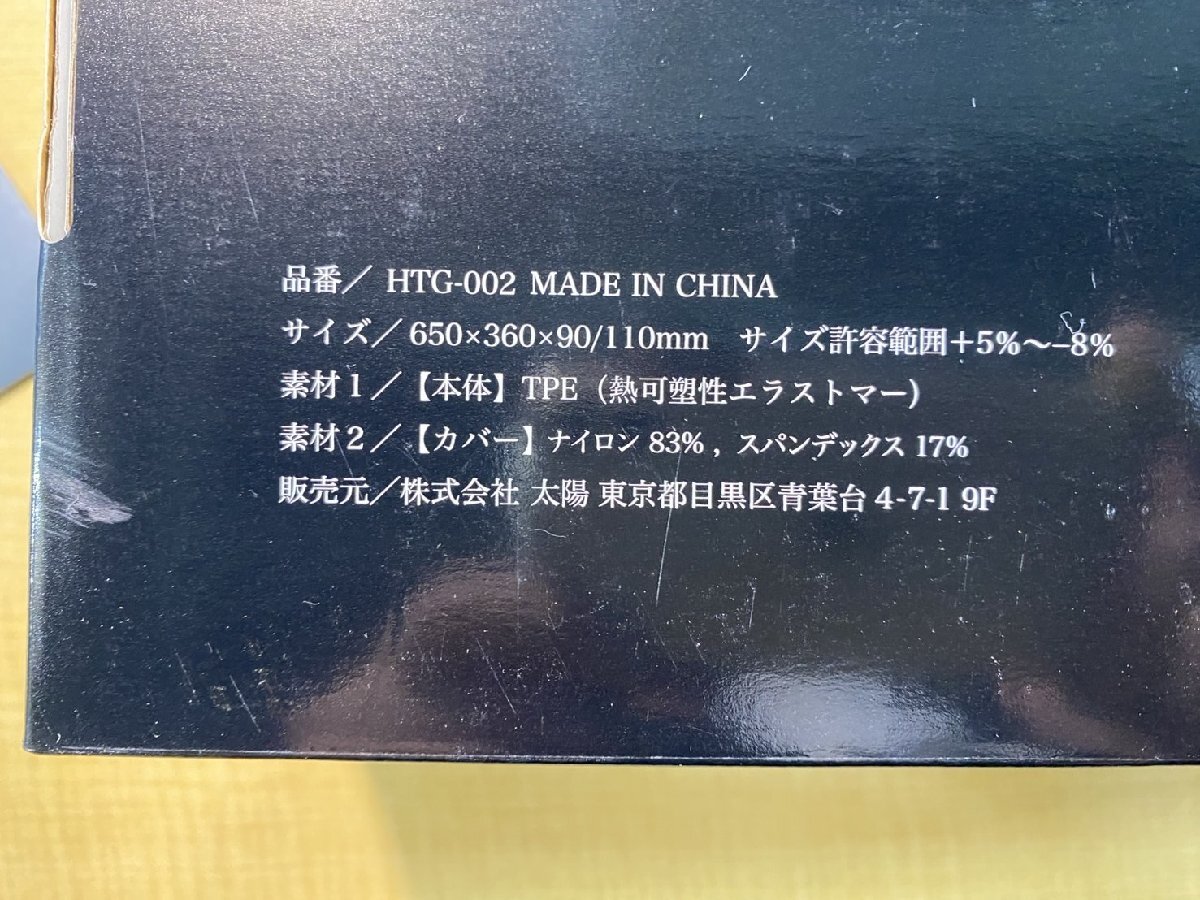 品番／ HTG-002 MADE IN CHINA
サイズ／650×360×90/110mm サイズ許容範囲＋5%〜−8%
素材1／【本体】TPE（熱可塑性エラストマー）
素材2／【カバー】ナイロン 83% , スパンデックス 17%
販売元／株式会社 太陽 東京都目黒区青葉台 4-7-1 9F